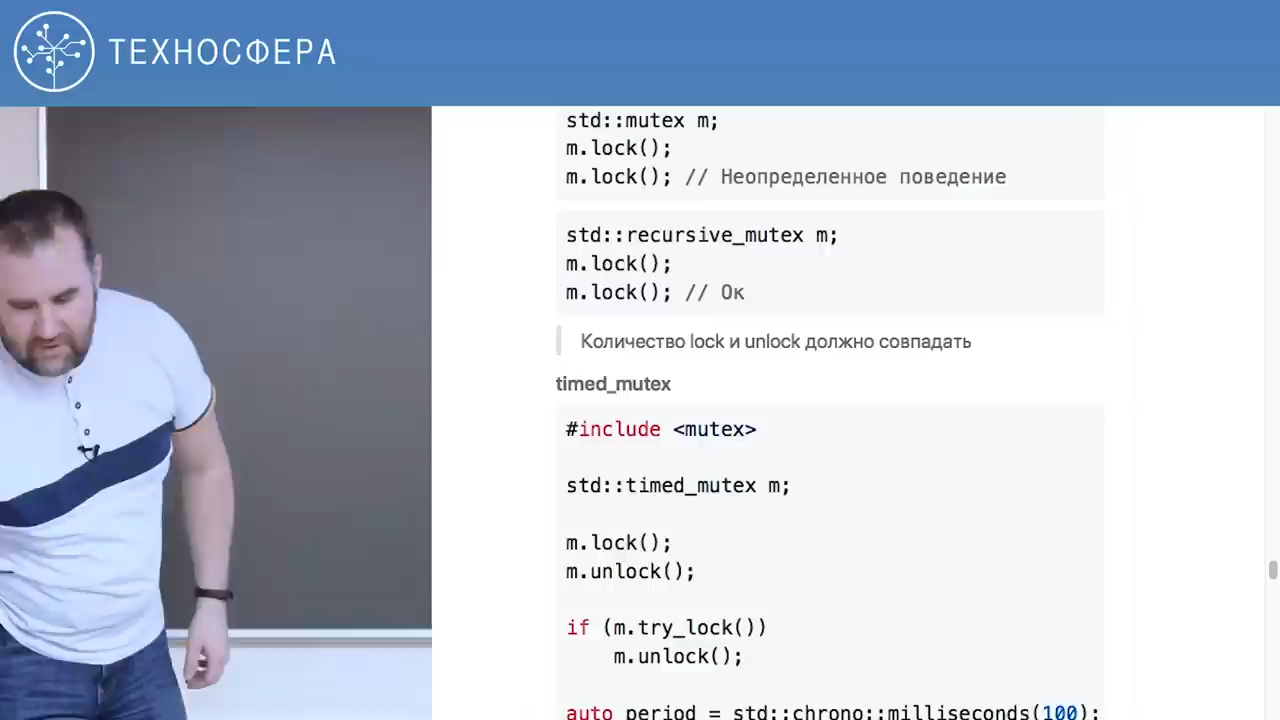 ТЕХНОСФЕРА
std::mutex m;
m.lock();
m.lock(); // Неопределенное поведение
std::recursive_mutex m;
m.lock();
m.lock(); // Ок
Количество lock и unlock должно совпадать
timed_mutex
#include <mutex>
std::timed_mutex m;
m.lock();
m.unlock();
if (m.try_lock())
m.unlock();
auto period = std::chrono::milliseconds(100);